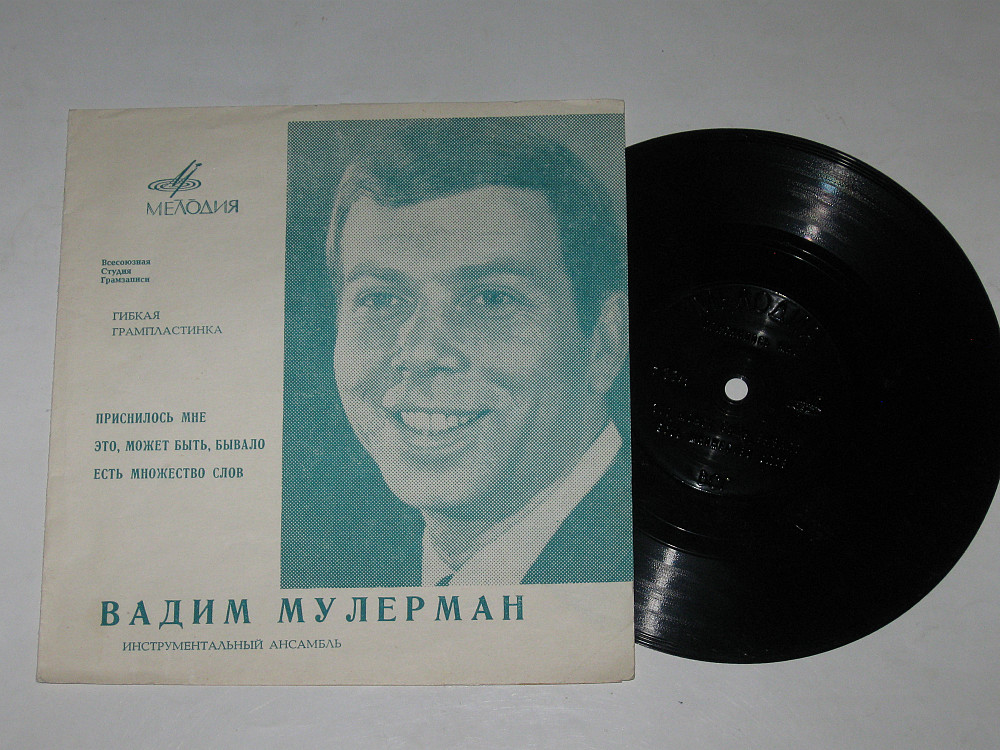 МЕЛОДИЯ
Всесоюзная
Студия
Грамзаписи
ГИБКАЯ
ГРАМПЛАСТИНКА
ПРИСНИЛОСЬ МНЕ
ЭТО, МОЖЕТ БЫТЬ, БЫВАЛО
ЕСТЬ МНОЖЕСТВО СЛОВ
ВАДИМ МУЛЕРМАН
ИНСТРУМЕНТАЛЬНЫЙ АНСАМБЛЬ